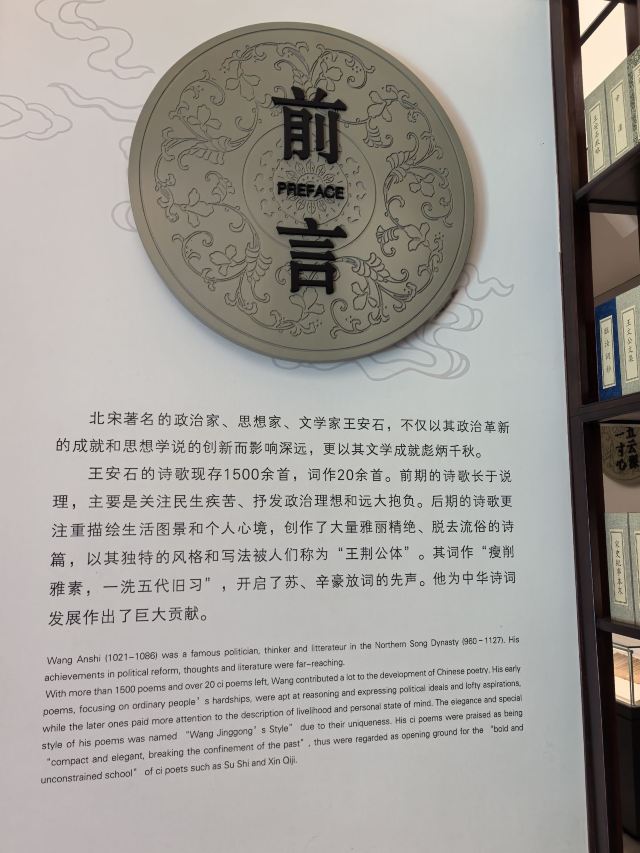 前言
PREFACE
北宋著名的政治家、思想家、文学家王安石，不仅以其政治革新
的成就和思想学说的创新而影响深远，更以其文学成就彪炳千秋。
王安石的诗歌现存1500余首，词作20余首。前期的诗歌长于说
理，主要是关注民生疾苦、抒发政治理想和远大抱负。后期的诗歌更
注重描绘生活图景和个人心境，创作了大量雅丽精绝、脱去流俗的诗
篇，以其独特的风格和写法被人们称为“王荆公体”。其词作“瘦削
雅素，一洗五代旧习”，开启了苏、辛豪放词的先声。他为中华诗词
发展作出了巨大贡献。
Wang Anshi (1021-1086) was a famous politician, thinker and litterateur in the Northern Song Dynasty (960-1127). His
achievements in political reform, thoughts and literature were far-reaching.
With more than 1500 poems and over 20 ci poems left, Wang contributed a lot to the development of Chinese poetry. His early
poems, focusing on ordinary people’s hardships, were apt at reasoning and expressing political ideals and lofty aspirations,
while the later ones paid more attention to the description of livelihood and personal state of mind. The elegance and special
style of his poems was named “Wang Jinggong’s Style” due to their uniqueness. His ci poems were praised as being
“compact and elegant, breaking the confinement of the past”, thus were regarded as opening ground for the “bold and
unconstrained school” of ci poets such as Su Shi and Xin Qiji.
王文公文集
宋史纪事本末